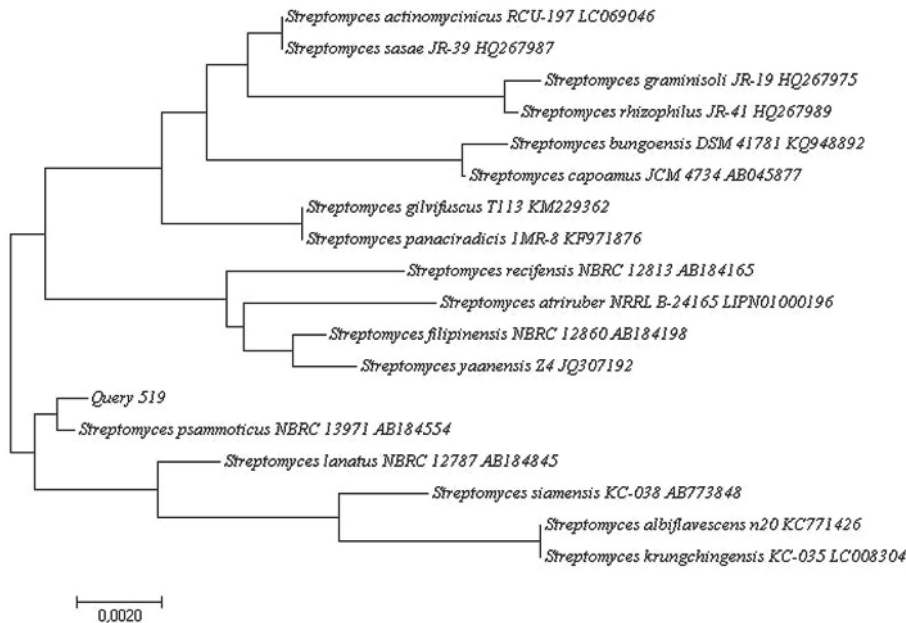 Streptomyces actinomycinicus RCU-197 LC069046
Streptomyces sasae JR-39 HQ267987
Streptomyces graminisoli JR-19 HQ267975
Streptomyces rhizophilus JR-41 HQ267989
Streptomyces bungoensis DSM 41781 KQ948892
Streptomyces capoamus JCM 4734 AB045877
Streptomyces gilvifuscus T113 KM229362
Streptomyces panaciradicis 1MR-8 KF971876
Streptomyces recifensis NBRC 12813 AB184165
Streptomyces atriruber NRRL B-24165 LIPN01000196
Streptomyces filipinensis NBRC 12860 AB184198
Streptomyces yaanensis Z4 JQ307192
Query 519
Streptomyces psammoticus NBRC 13971 AB184554
Streptomyces lanatus NBRC 12787 AB184845
Streptomyces siamensis KC-038 AB773848
Streptomyces albiflavescens n20 KC771426
Streptomyces krungchingensis KC-035 LC008304
0,0020